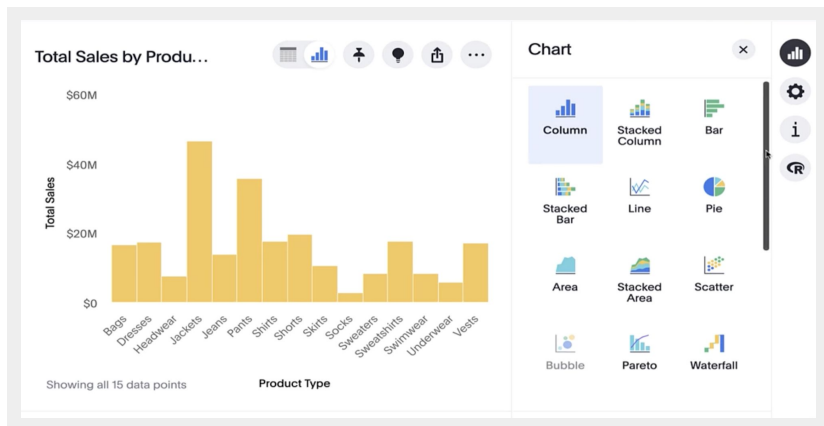 Total Sales by Produ...
$60M
$40M
$20M
$0
Total Sales
Bags
Dresses
Headwear
Jackets
Jeans
Pants
Shirts
Shorts
Skirts
Socks
Sweaters
Sweatshirts
Swimwear
Underwear
Vests
Showing all 15 data points
Product Type
Chart
Column
Stacked
Column
Bar
Stacked
Bar
Line
Pie
Area
Stacked
Area
Scatter
Bubble
Pareto
Waterfall
i
R